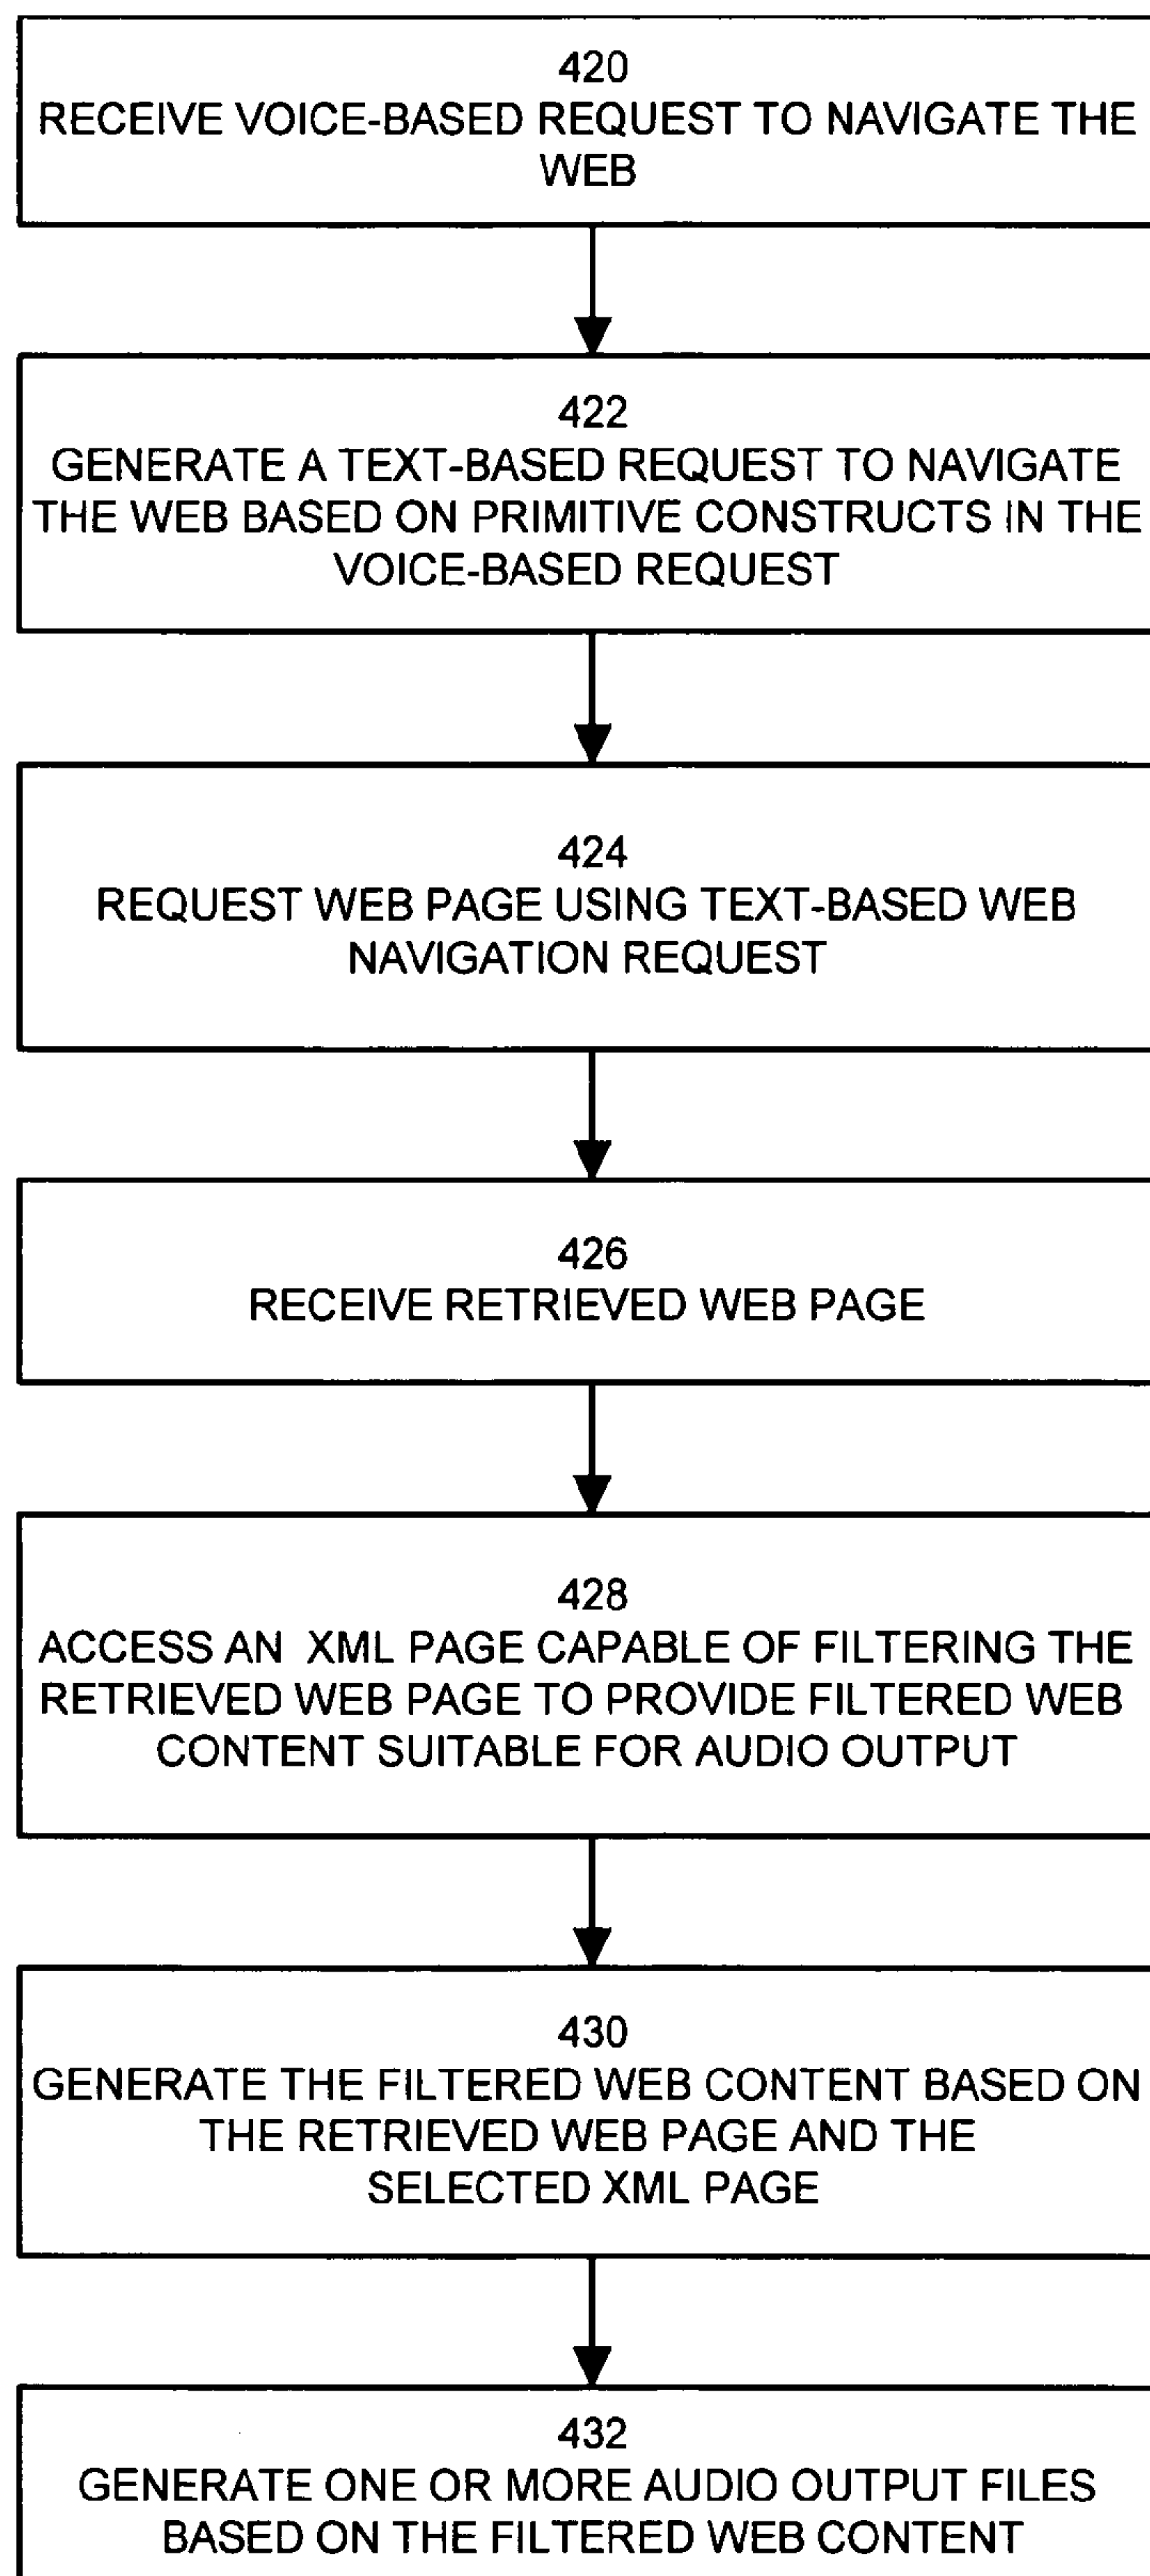 420
RECEIVE VOICE-BASED REQUEST TO NAVIGATE THE
WEB
422
GENERATE A TEXT-BASED REQUEST TO NAVIGATE
THE WEB BASED ON PRIMITIVE CONSTRUCTS IN THE
VOICE-BASED REQUEST
424
REQUEST WEB PAGE USING TEXT-BASED WEB
NAVIGATION REQUEST
426
RECEIVE RETRIEVED WEB PAGE
428
ACCESS AN XML PAGE CAPABLE OF FILTERING THE
RETRIEVED WEB PAGE TO PROVIDE FILTERED WEB
CONTENT SUITABLE FOR AUDIO OUTPUT
430
GENERATE THE FILTERED WEB CONTENT BASED ON
THE RETRIEVED WEB PAGE AND THE
SELECTED XML PAGE
432
GENERATE ONE OR MORE AUDIO OUTPUT FILES
BASED ON THE FILTERED WEB CONTENT